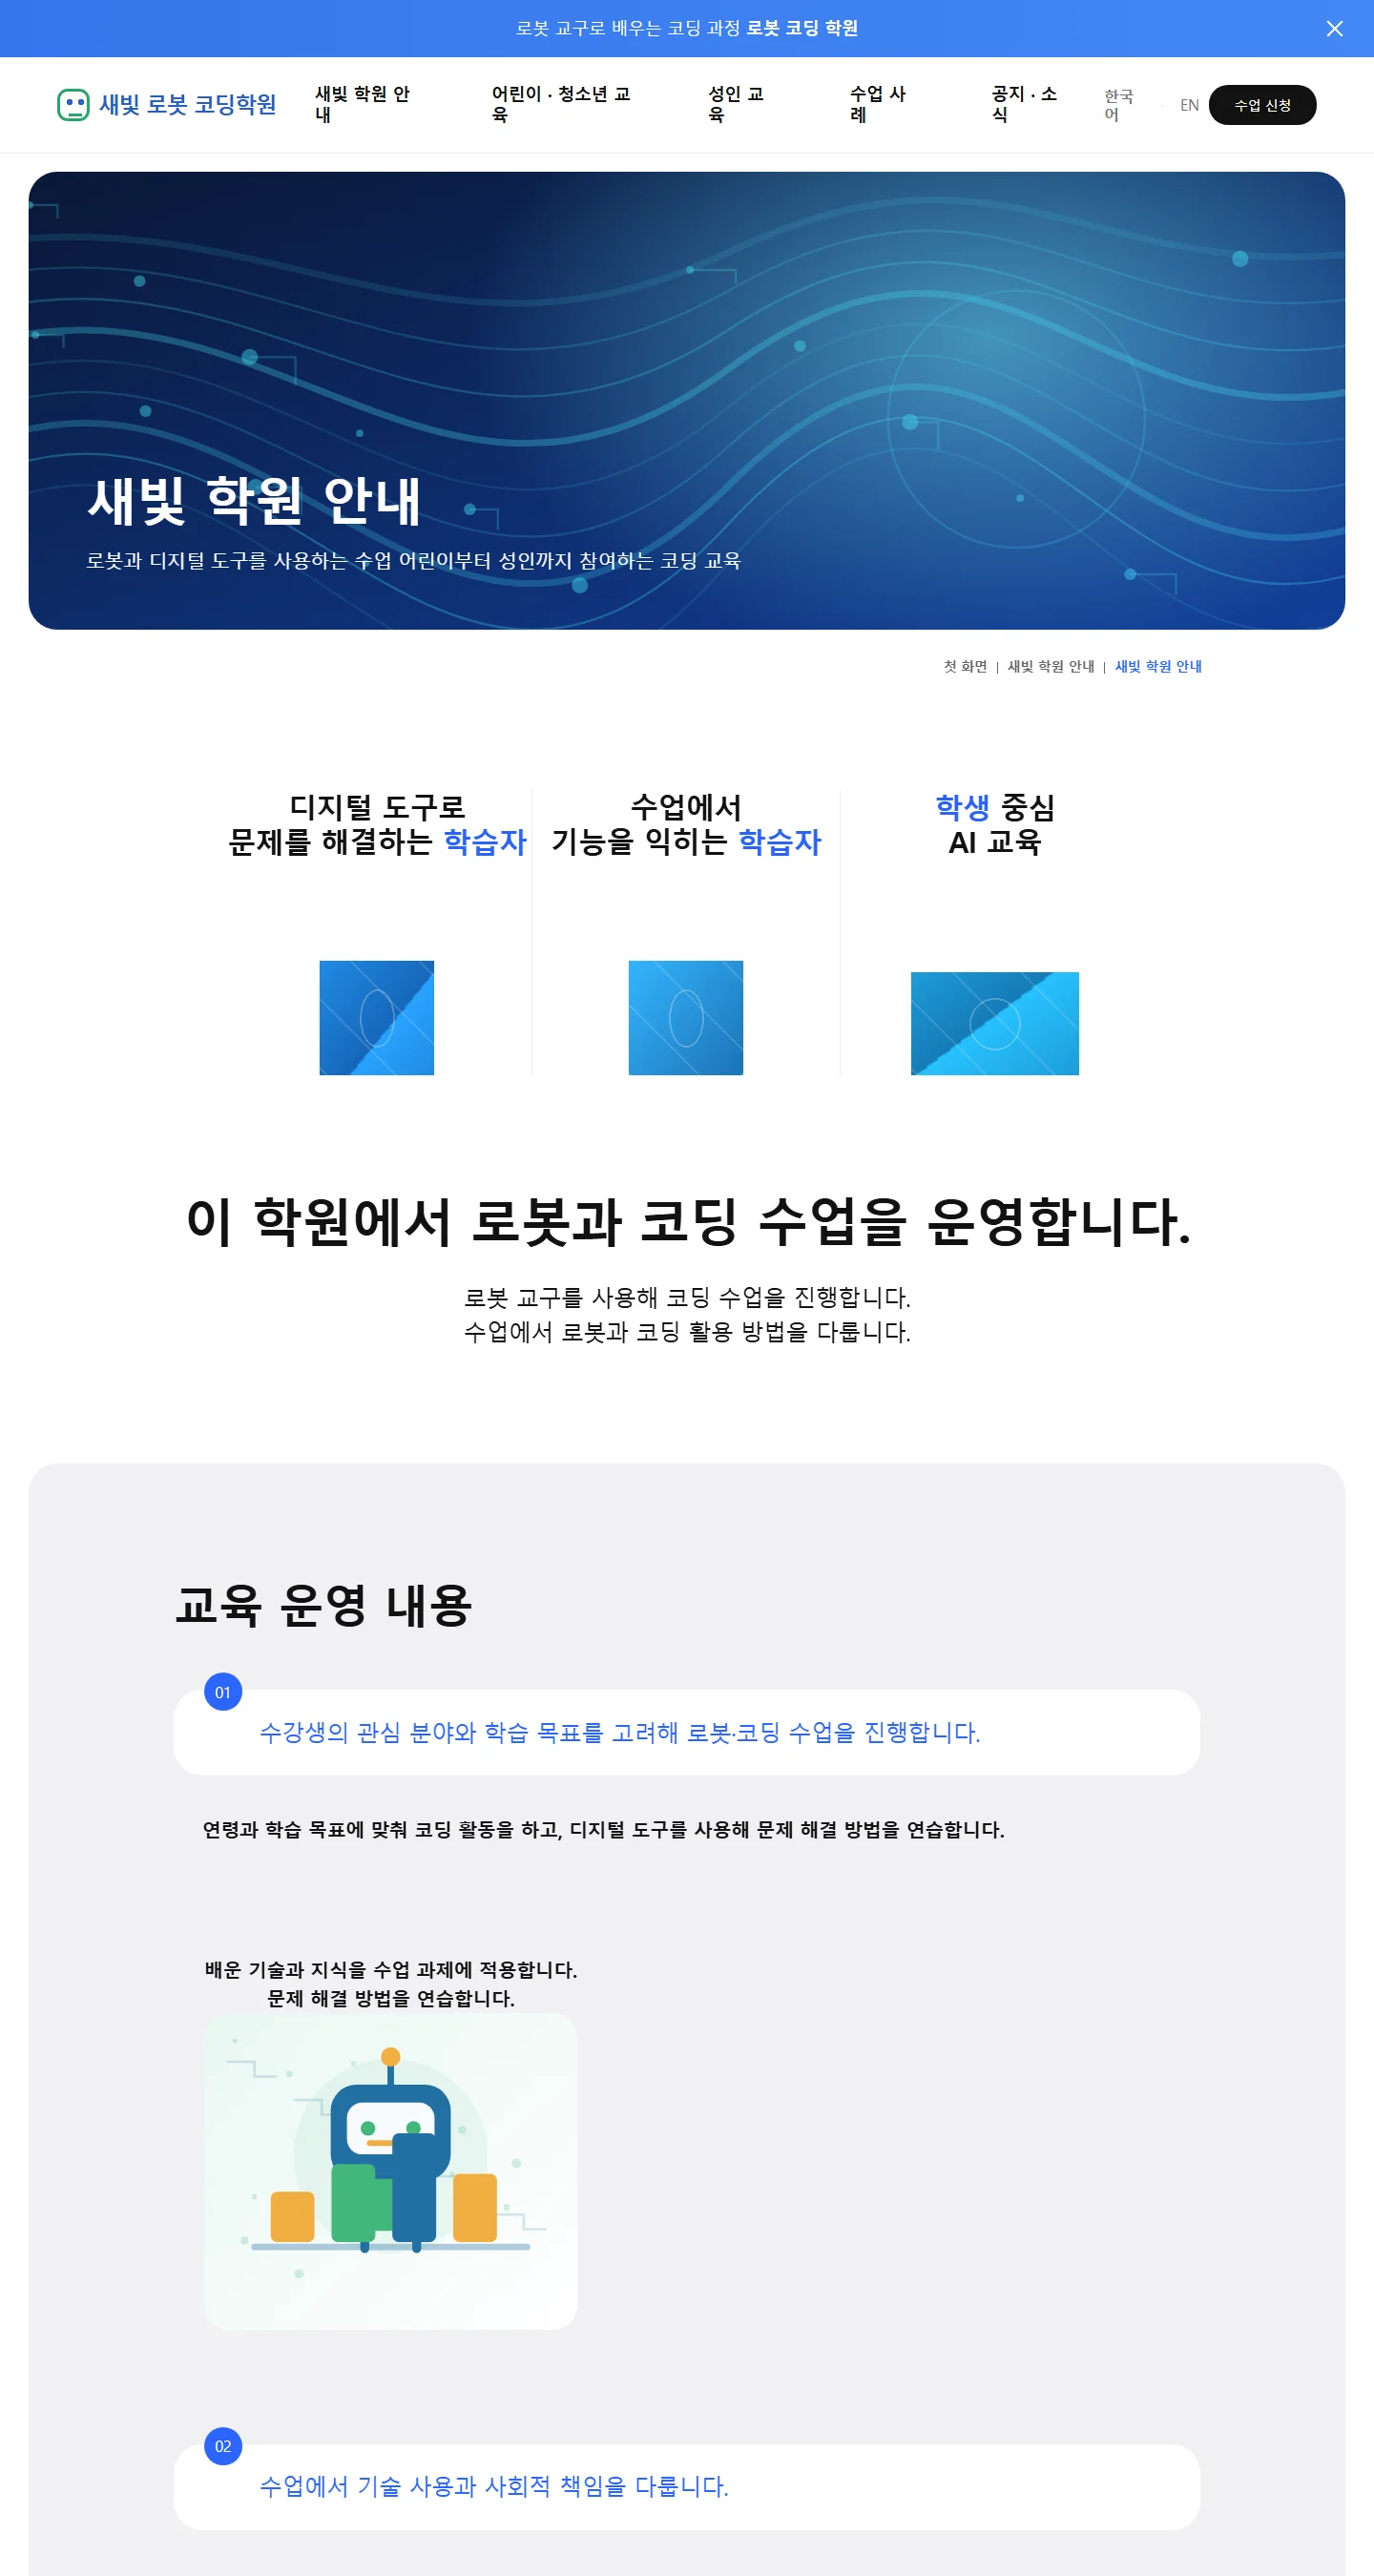 로봇 교구로 배우는 코딩 과정 로봇 코딩 학원
새빛 로봇 코딩학원
새빛 학원 안
내
어린이 · 청소년 교
육
성인 교
육
수업 사
례
공지 · 소
식
한국
어
·
EN
수업 신청
새빛 학원 안내
로봇과 디지털 도구를 사용하는 수업 어린이부터 성인까지 참여하는 코딩 교육
첫 화면 | 새빛 학원 안내 | 새빛 학원 안내
디지털 도구로
문제를 해결하는 학습자
수업에서
기능을 익히는 학습자
학생 중심
AI 교육
이 학원에서 로봇과 코딩 수업을 운영합니다.
로봇 교구를 사용해 코딩 수업을 진행합니다.
수업에서 로봇과 코딩 활용 방법을 다룹니다.
교육 운영 내용
01
수강생의 관심 분야와 학습 목표를 고려해 로봇·코딩 수업을 진행합니다.
연령과 학습 목표에 맞춰 코딩 활동을 하고, 디지털 도구를 사용해 문제 해결 방법을 연습합니다.
배운 기술과 지식을 수업 과제에 적용합니다.
문제 해결 방법을 연습합니다.
02
수업에서 기술 사용과 사회적 책임을 다룹니다.